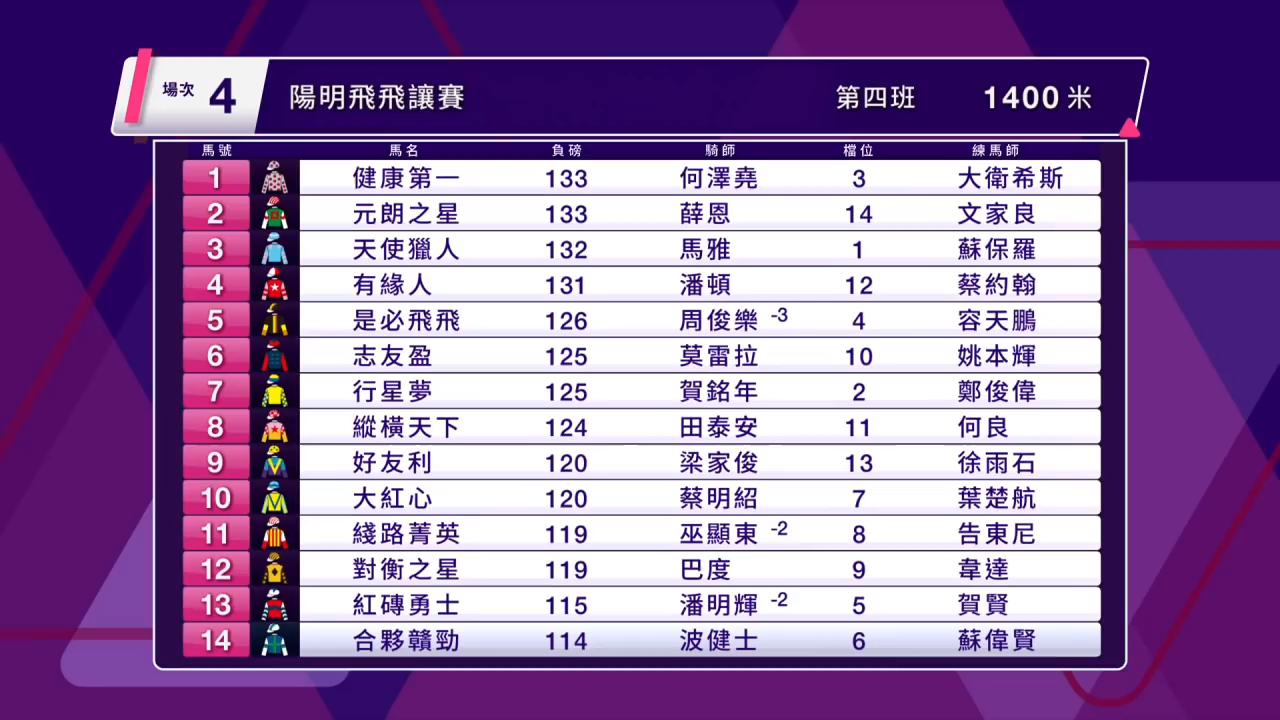 場次 4 陽明飛飛讓賽 第四班 1400 米
馬號 馬名 負磅 騎師 檔位 練馬師
1 健康第一 133 何澤堯 3 大衛希斯
2 元朗之星 133 薛恩 14 文家良
3 天使獵人 132 馬雅 1 蘇保羅
4 有緣人 131 潘頓 12 蔡約翰
5 是必飛飛 126 周俊樂 -3 4 容天鵬
6 志友盈 125 莫雷拉 10 姚本輝
7 行星夢 125 賀銘年 2 鄭俊偉
8 縱橫天下 124 田泰安 11 何良
9 好友利 120 梁家俊 13 徐雨石
10 大紅心 120 蔡明紹 7 葉楚航
11 綫路菁英 119 巫顯東 -2 8 告東尼
12 對衡之星 119 巴度 9 韋達
13 紅磚勇士 115 潘明輝 -2 5 賀賢
14 合夥贛勁 114 波健士 6 蘇偉賢